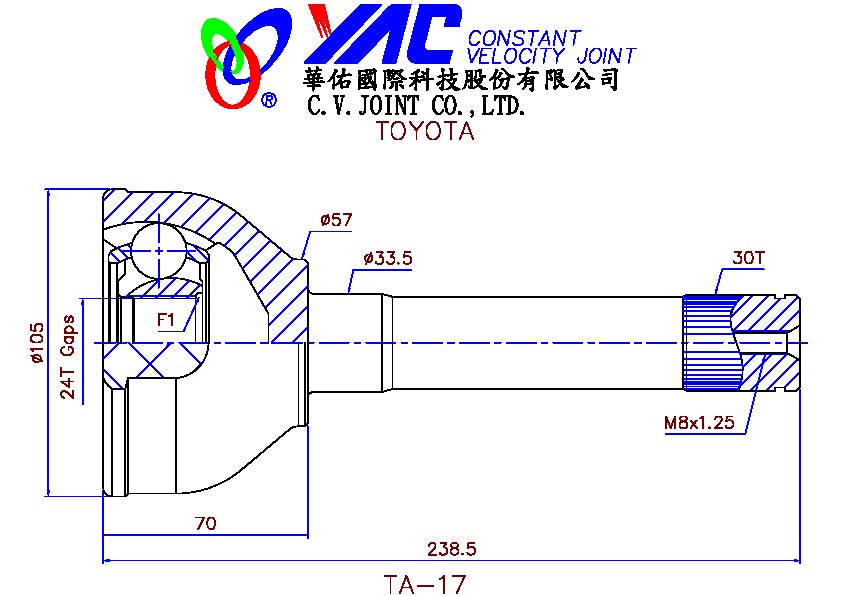 YAC CONSTANT
VELOCITY JOINT
®
華佑國際科技股份有限公司
C.V.JOINT CO.,LTD.
TOYOTA
ø57
ø33.5
30T
F1
ø105
24T Gaps
M8x1.25
70
238.5
TA-17